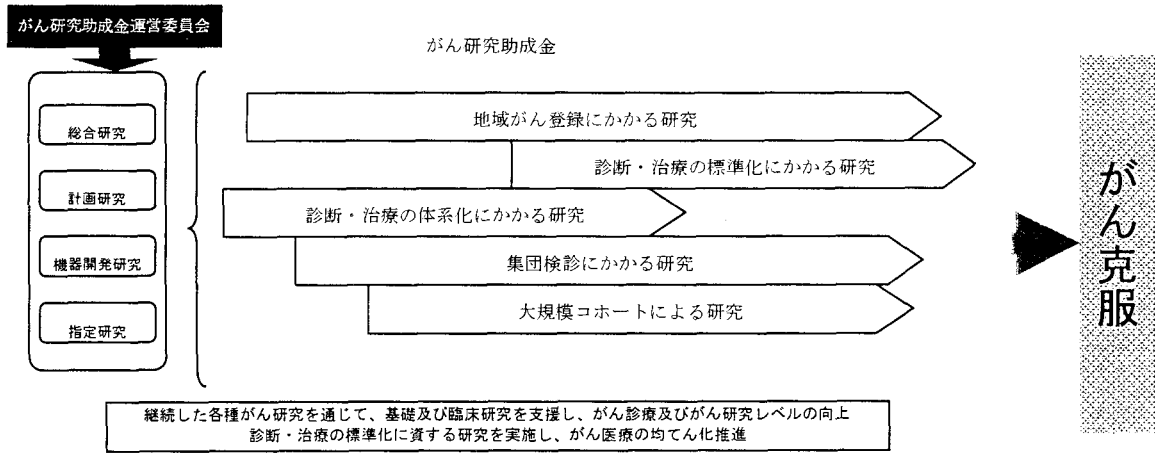 がん研究助成金運営委員会
がん研究助成金
総合研究
計画研究
機器開発研究
指定研究
地域がん登録にかかる研究
診断・治療の標準化にかかる研究
診断・治療の体系化にかかる研究
集団検診にかかる研究
大規模コホートによる研究
がん克服
継続した各種がん研究を通じて、基礎及び臨床研究を支援し、がん診療及びがん研究レベルの向上
診断・治療の標準化に資する研究を実施し、がん医療の均てん化推進